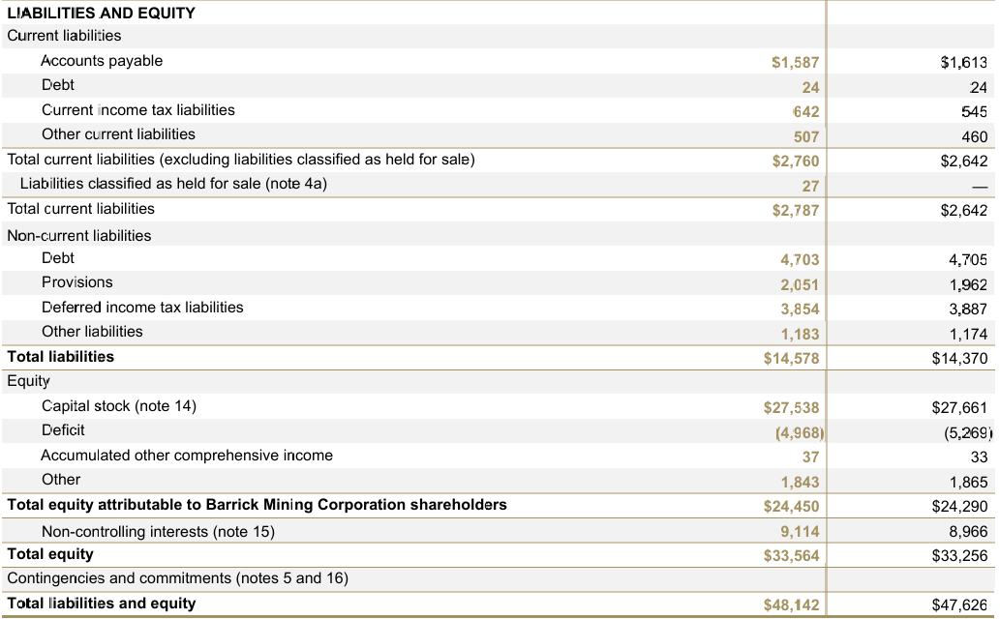 LIABILITIES AND EQUITY
Current liabilities
Accounts payable $1,587 $1,613
Debt 24 24
Current income tax liabilities 642 545
Other current liabilities 507 460
Total current liabilities (excluding liabilities classified as held for sale) $2,760 $2,642
Liabilities classified as held for sale (note 4a) 27 —
Total current liabilities $2,787 $2,642
Non-current liabilities
Debt 4,703 4,705
Provisions 2,051 1,962
Deferred income tax liabilities 3,854 3,887
Other liabilities 1,183 1,174
Total liabilities $14,578 $14,370
Equity
Capital stock (note 14) $27,538 $27,661
Deficit (4,968) (5,269)
Accumulated other comprehensive income 37 33
Other 1,843 1,865
Total equity attributable to Barrick Mining Corporation shareholders $24,450 $24,290
Non-controlling interests (note 15) 9,114 8,966
Total equity $33,564 $33,256
Contingencies and commitments (notes 5 and 16)
Total liabilities and equity $48,142 $47,626